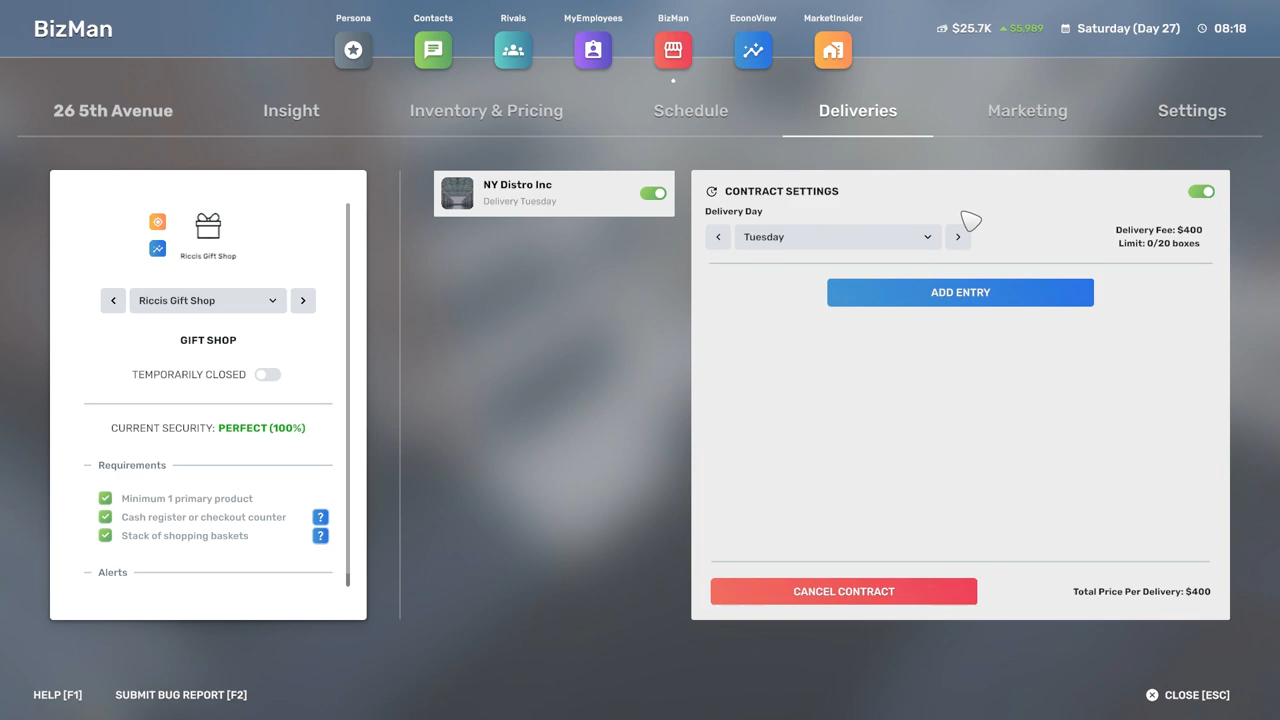 BizMan
Persona
Contacts
Rivals
MyEmployees
BizMan
EconoView
MarketInsider
$25.7K
$5,989
Saturday (Day 27)
08:18
26 5th Avenue
Insight
Inventory & Pricing
Schedule
Deliveries
Marketing
Settings
Riccis Gift Shop
Riccis Gift Shop
GIFT SHOP
TEMPORARILY CLOSED
CURRENT SECURITY: PERFECT (100%)
Requirements
Minimum 1 primary product
Cash register or checkout counter
?
Stack of shopping baskets
?
Alerts
NY Distro Inc
Delivery Tuesday
CONTRACT SETTINGS
Delivery Day
Tuesday
Delivery Fee: $400
Limit: 0/20 boxes
ADD ENTRY
CANCEL CONTRACT
Total Price Per Delivery: $400
HELP [F1]
SUBMIT BUG REPORT [F2]
CLOSE [ESC]